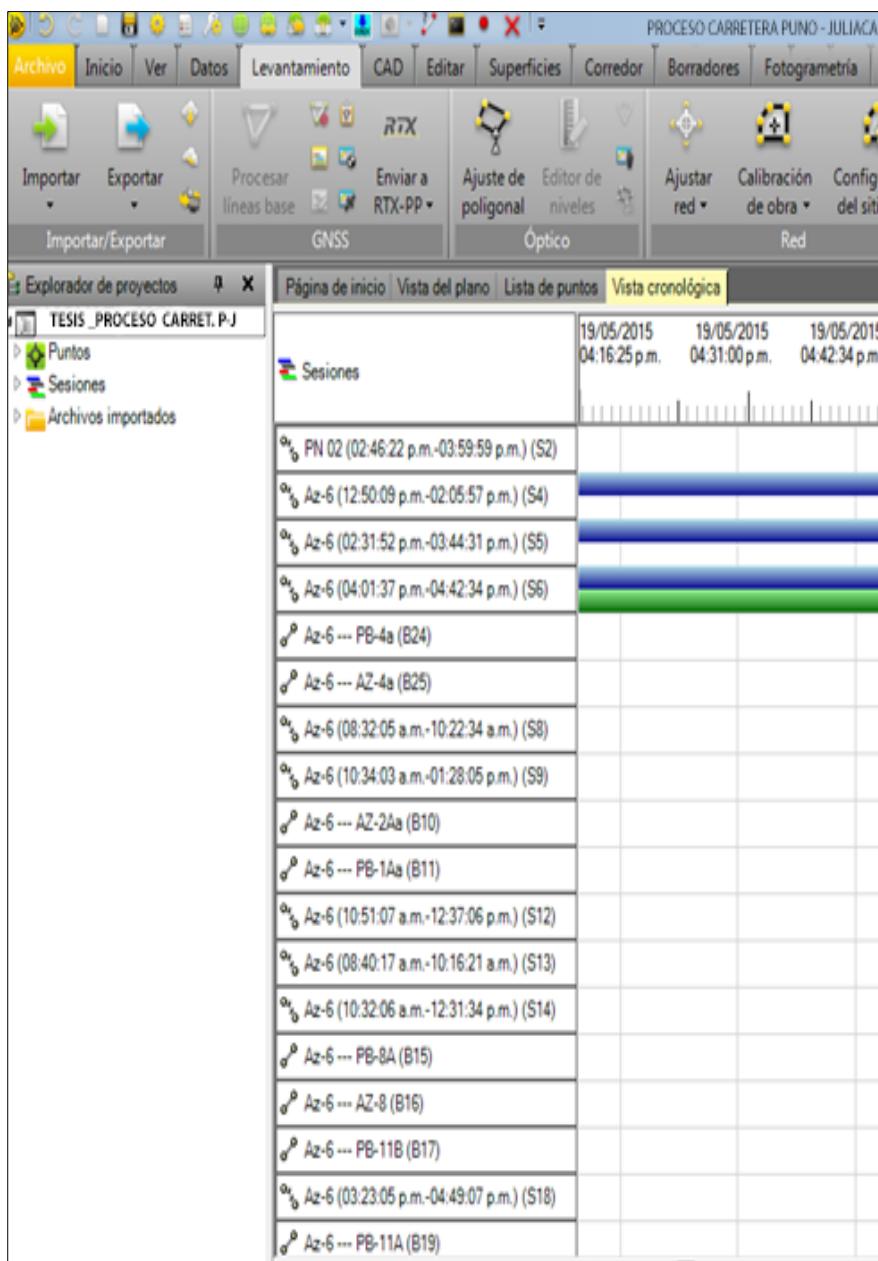 PROCESO CARRETERA PUNO - JULIACA
Archivo Inicio Ver Datos Levantamiento CAD Editar Superficies Corredor Borradores Fotogrametría
RTX
Importar Exportar Procesar líneas base Enviar a RTX-PP Ajuste de poligonal Editor de niveles Ajustar red Calibración de obra Config del siti
Importar/Exportar GNSS Óptico Red
Explorador de proyectos
TESIS _PROCESO CARRET. P-J
Puntos
Sesiones
Archivos importados
Página de inicio Vista del plano Lista de puntos Vista cronológica
Sesiones
19/05/2015 19/05/2015 19/05/2015
04:16:25 p.m. 04:31:00 p.m. 04:42:34 p.m
PN 02 (02:46:22 p.m.-03:59:59 p.m.) (S2)
Az-6 (12:50:09 p.m.-02:05:57 p.m.) (S4)
Az-6 (02:31:52 p.m.-03:44:31 p.m.) (S5)
Az-6 (04:01:37 p.m.-04:42:34 p.m.) (S6)
Az-6 --- PB-4a (B24)
Az-6 --- AZ-4a (B25)
Az-6 (08:32:05 a.m.-10:22:34 a.m.) (S8)
Az-6 (10:34:03 a.m.-01:28:05 p.m.) (S9)
Az-6 --- AZ-2Aa (B10)
Az-6 --- PB-1Aa (B11)
Az-6 (10:51:07 a.m.-12:37:06 p.m.) (S12)
Az-6 (08:40:17 a.m.-10:16:21 a.m.) (S13)
Az-6 (10:32:06 a.m.-12:31:34 p.m.) (S14)
Az-6 --- PB-8A (B15)
Az-6 --- AZ-8 (B16)
Az-6 --- PB-11B (B17)
Az-6 (03:23:05 p.m.-04:49:07 p.m.) (S18)
Az-6 --- PB-11A (B19)